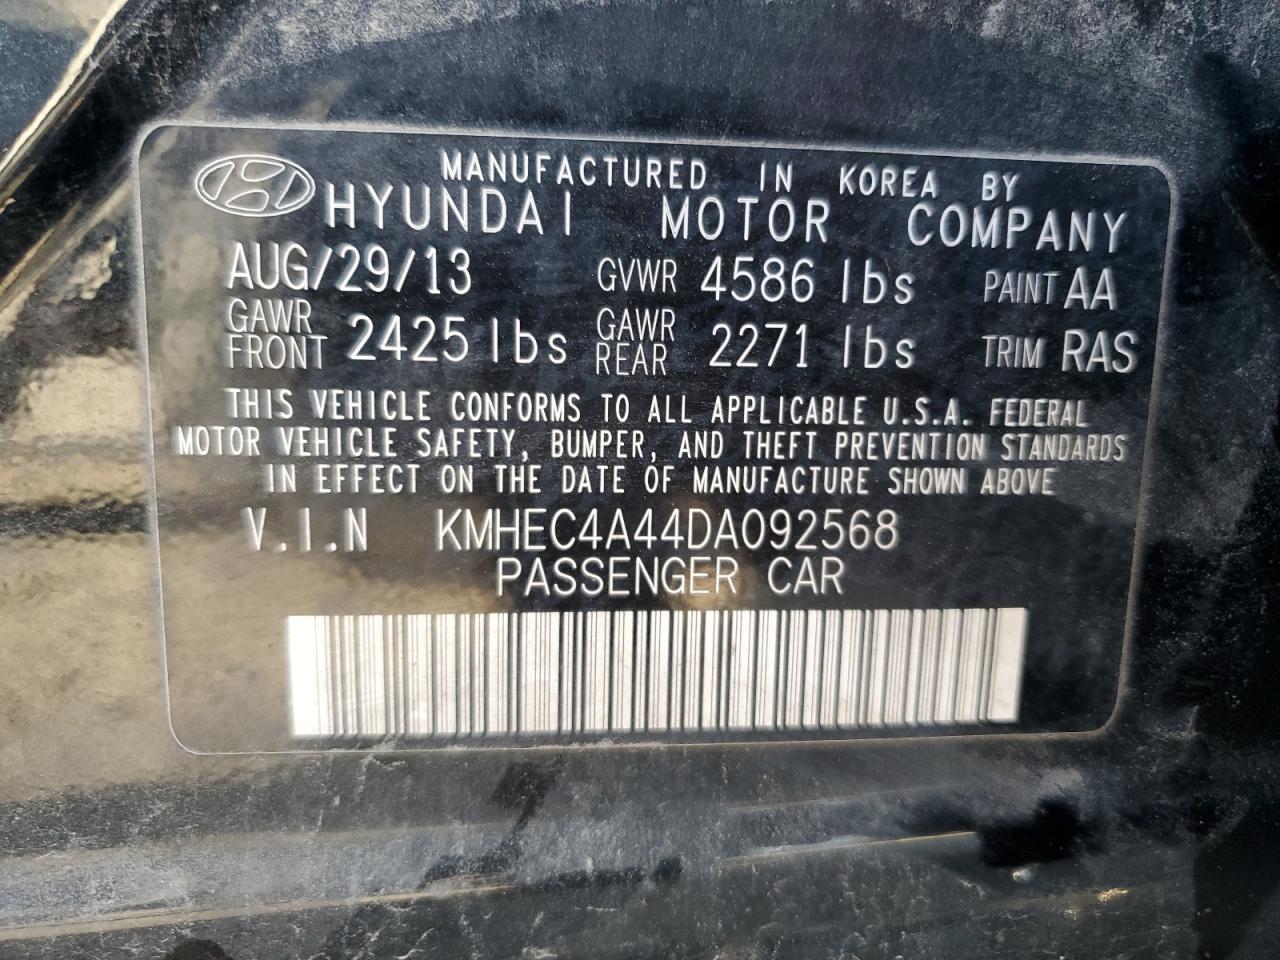 MANUFACTURED IN KOREA BY
HYUNDAI MOTOR COMPANY
AUG/29/13 GVWR 4586 lbs PAINT AA
GAWR FRONT 2425 lbs GAWR REAR 2271 lbs TRIM RAS
THIS VEHICLE CONFORMS TO ALL APPLICABLE U.S.A. FEDERAL
MOTOR VEHICLE SAFETY, BUMPER, AND THEFT PREVENTION STANDARDS
IN EFFECT ON THE DATE OF MANUFACTURE SHOWN ABOVE
V.I.N KMHEC4A44DA092568
PASSENGER CAR